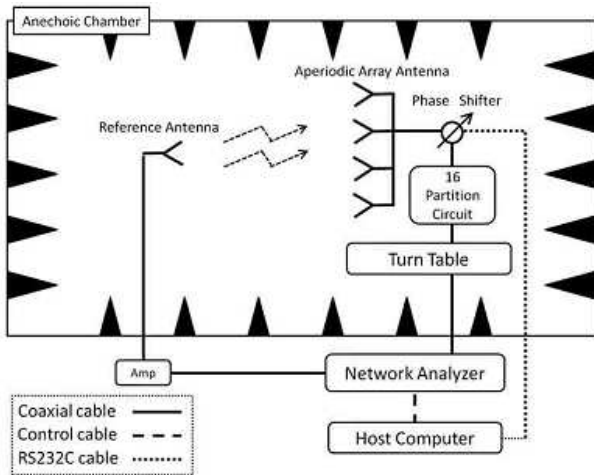 Anechoic Chamber
Aperiodic Array Antenna
Phase Shifter
Reference Antenna
16
Partition
Circuit
Turn Table
Amp
Network Analyzer
Coaxial cable
Control cable
RS232C cable
Host Computer